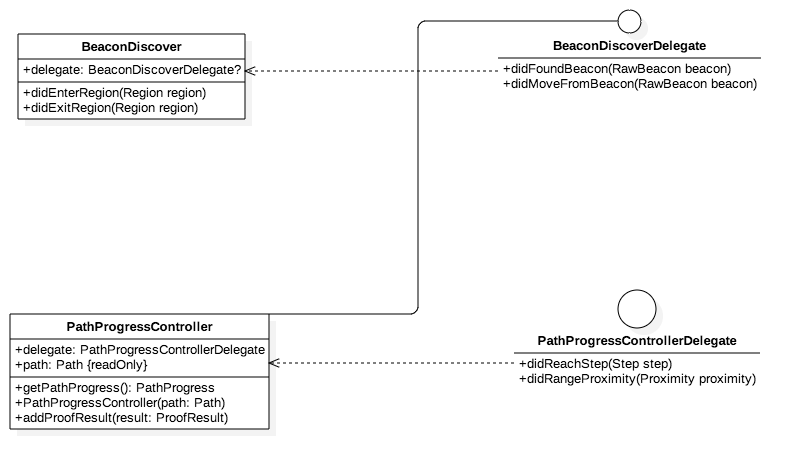 BeaconDiscover
+delegate: BeaconDiscoverDelegate?
+didEnterRegion(Region region)
+didExitRegion(Region region)
BeaconDiscoverDelegate
+didFoundBeacon(RawBeacon beacon)
+didMoveFromBeacon(RawBeacon beacon)
PathProgressController
+delegate: PathProgressControllerDelegate
+path: Path {readOnly}
+getPathProgress(): PathProgress
+PathProgressController(path: Path)
+addProofResult(result: ProofResult)
PathProgressControllerDelegate
+didReachStep(Step step)
+didRangeProximity(Proximity proximity)